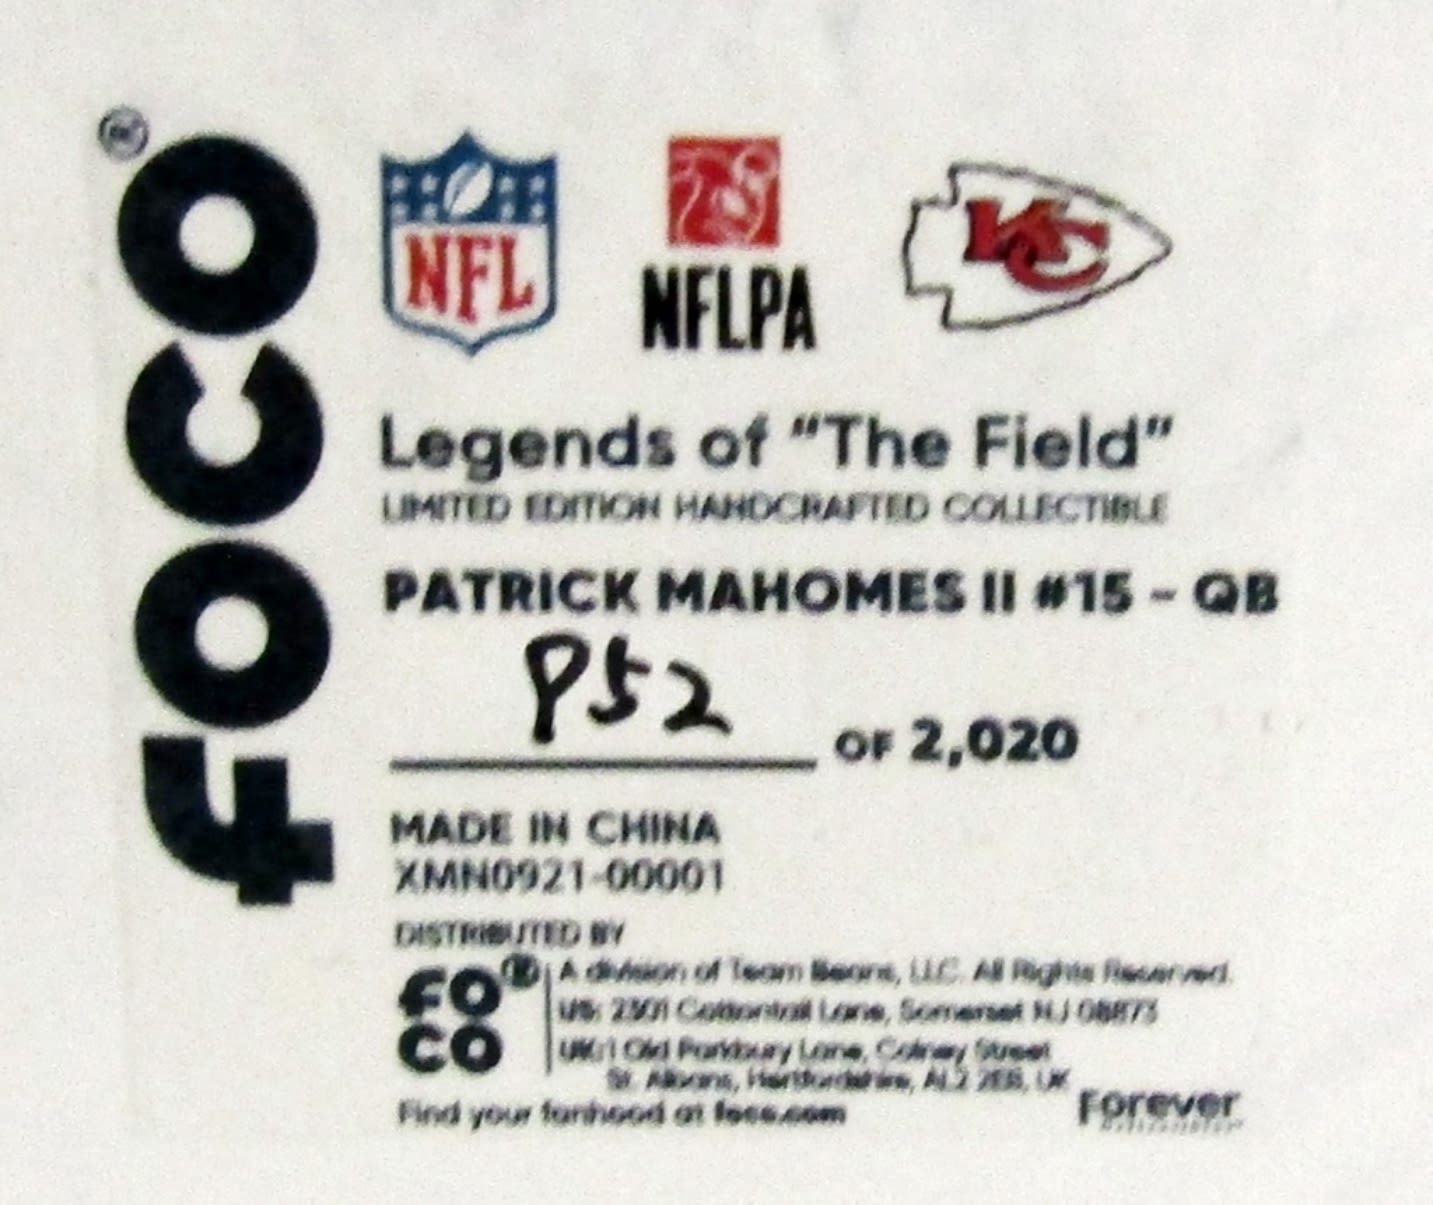 FOCO
NFL
NFLPA
KC
Legends of “The Field”
LIMITED EDITION HANDCRAFTED COLLECTIBLE
PATRICK MAHOMES II #15 - QB
952 OF 2,020
MADE IN CHINA
XMN0921-00001
DISTRIBUTED BY
FOCO®
A division of Team Beans, LLC. All Rights Reserved.
US: 2301 Cottontail Lane, Somerset NJ 08873
UK: 1 Old Parkbury Lane, Colney Street
St. Albans, Hertfordshire, AL2 2EB, UK
Find your fanhood at foco.com
Forever